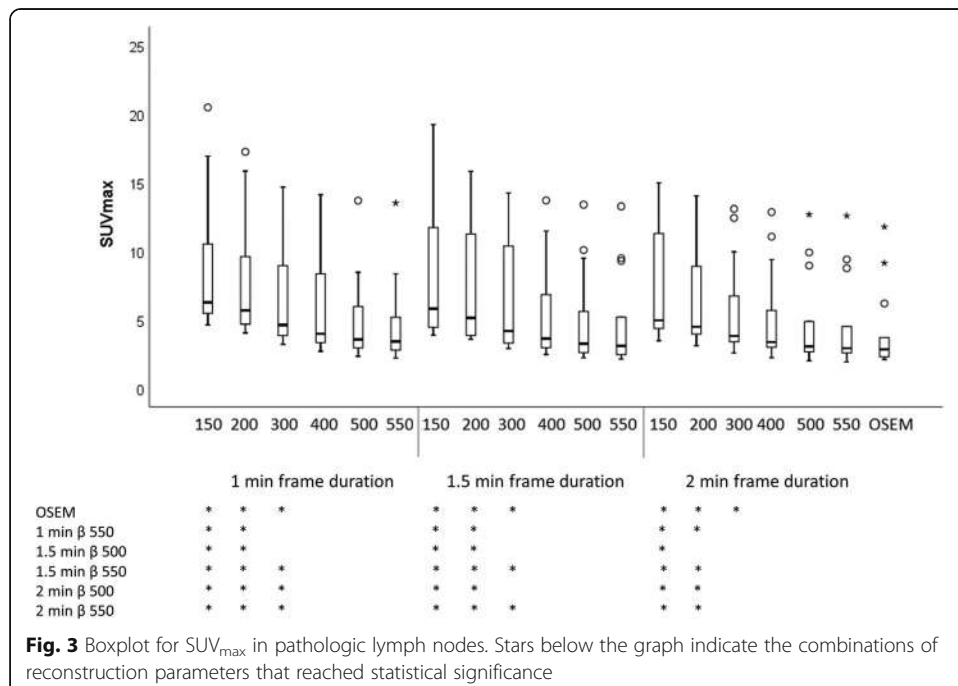 25
20
15
10
5
0
SUVmax
150 200 300 400 500 550 150 200 300 400 500 550 150 200 300 400 500 550 OSEM
1 min frame duration 1.5 min frame duration 2 min frame duration
OSEM * * * * * * * * *
1 min β 550 * * * * * *
1.5 min β 500 * * * * *
1.5 min β 550 * * * * * * * *
2 min β 500 * * * * * * *
2 min β 550 * * * * * * * *
Fig. 3 Boxplot for SUVmax in pathologic lymph nodes. Stars below the graph indicate the combinations of
reconstruction parameters that reached statistical significance